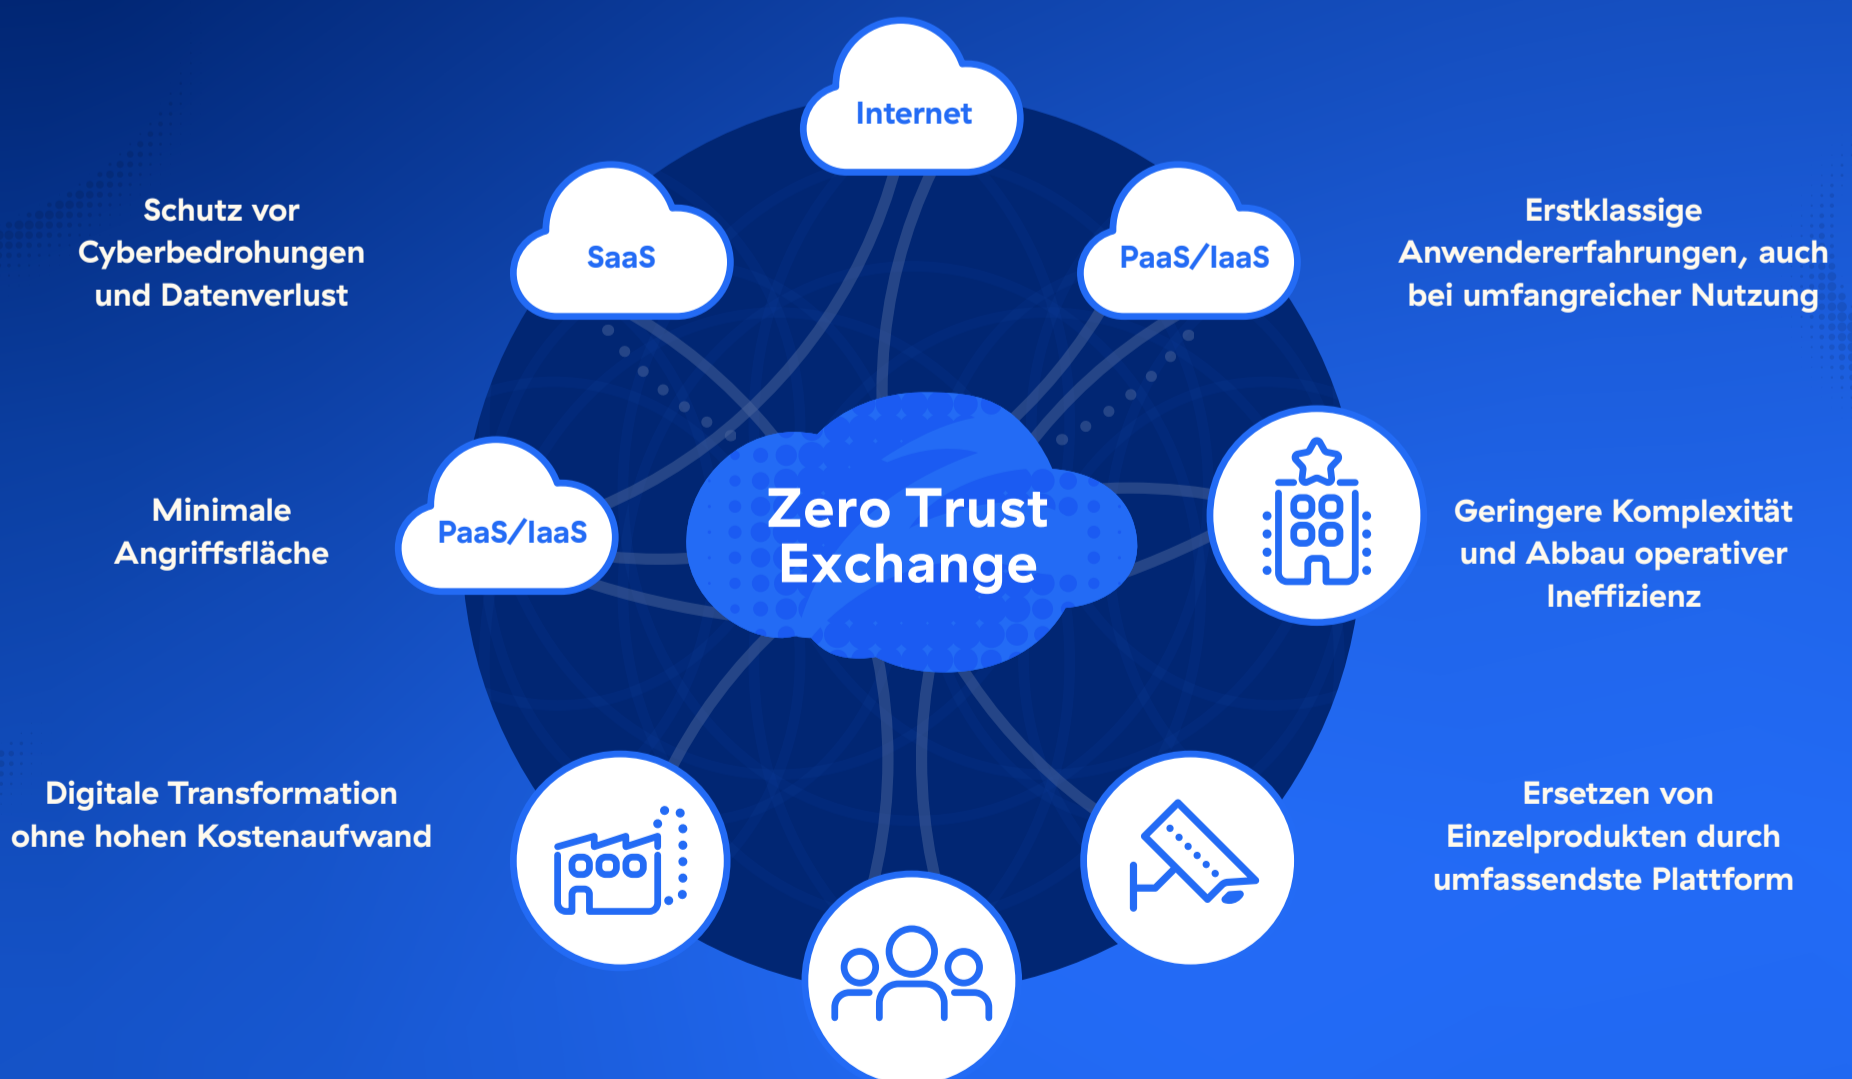 Internet
SaaS
PaaS/IaaS
Schutz vor
Cyberbedrohungen
und Datenverlust
Erstklassige
Anwendererfahrungen, auch
bei umfangreicher Nutzung
Minimale
Angriffsfläche
PaaS/IaaS
Zero Trust
Exchange
Geringere Komplexität
und Abbau operativer
Ineffizienz
Digitale Transformation
ohne hohen Kostenaufwand
Ersetzen von
Einzelprodukten durch
umfassendste Plattform